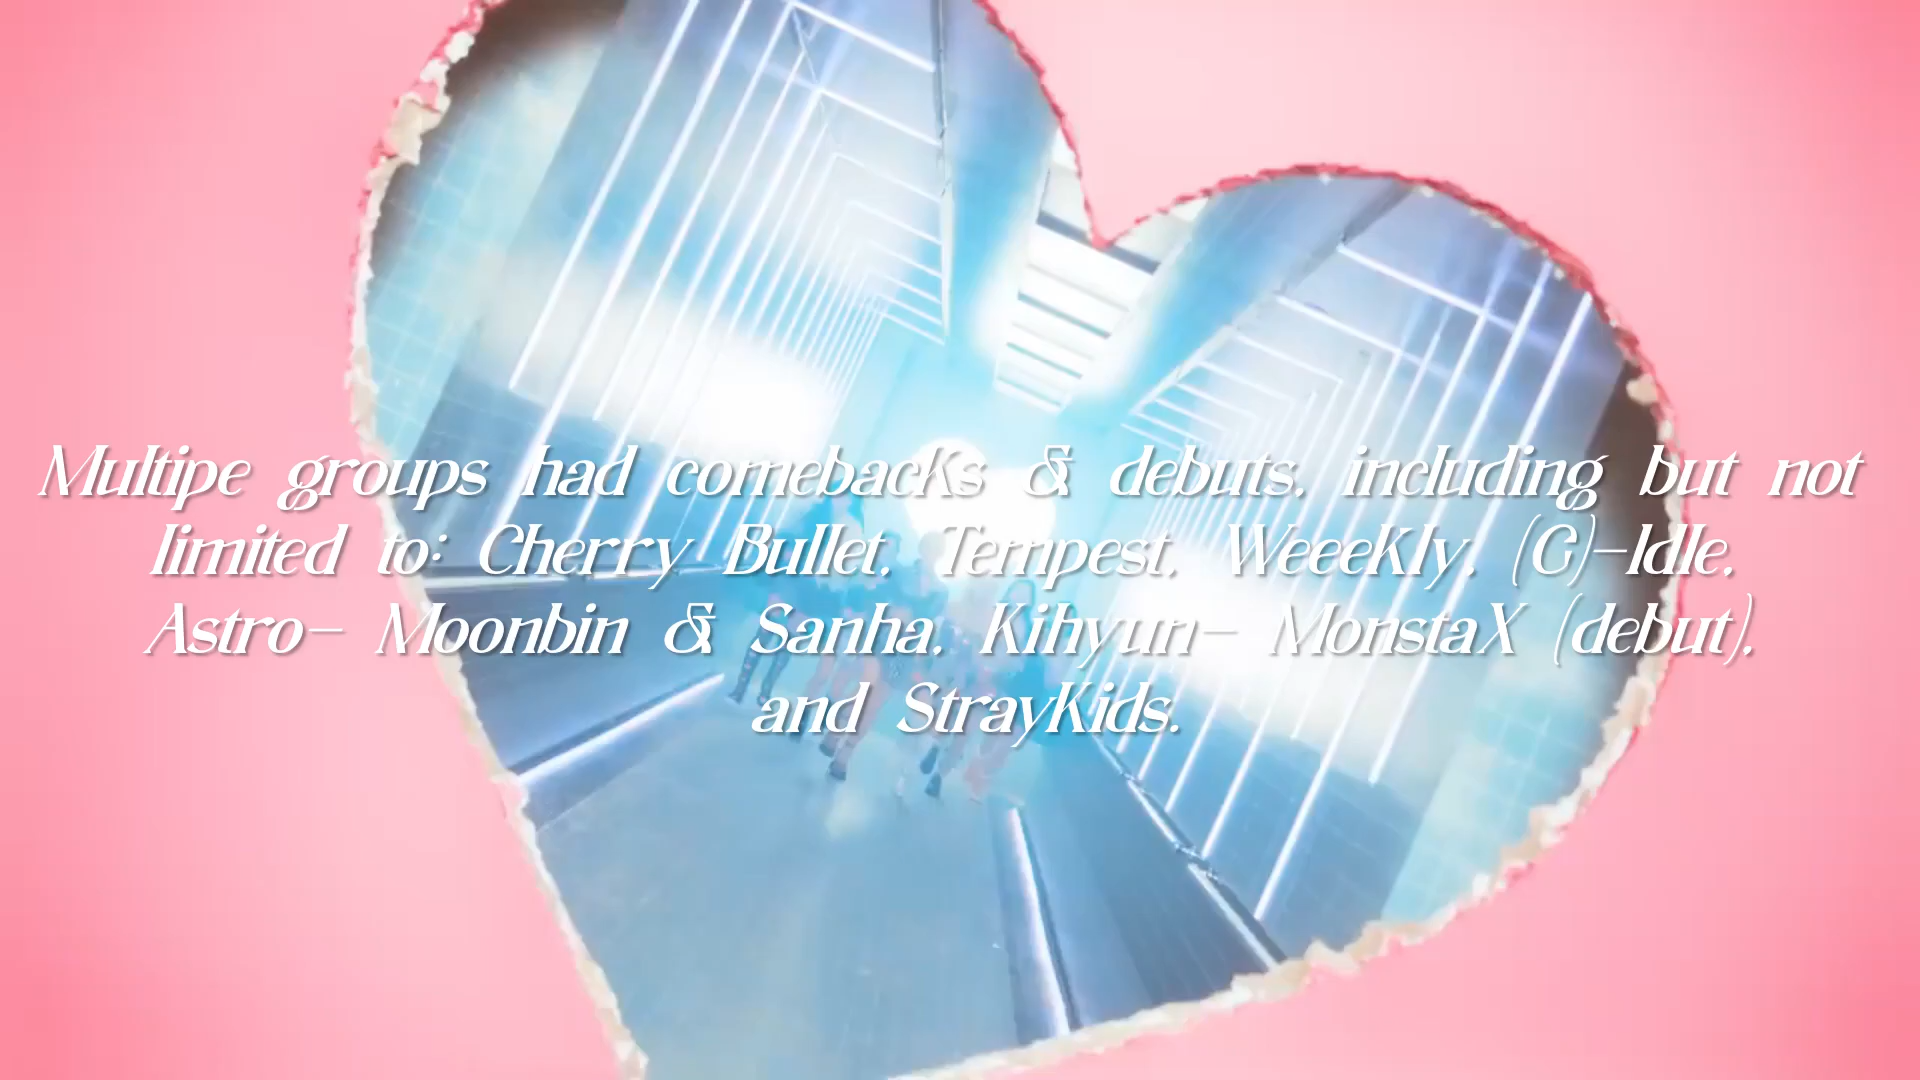 Multipe groups had comebacks & debuts, including but not
limited to: Cherry Bullet, Tempest, WeeeKly, (G)-Idle,
Astro- Moonbin & Sanha, Kihyun- MonstaX (debut),
and StrayKids.